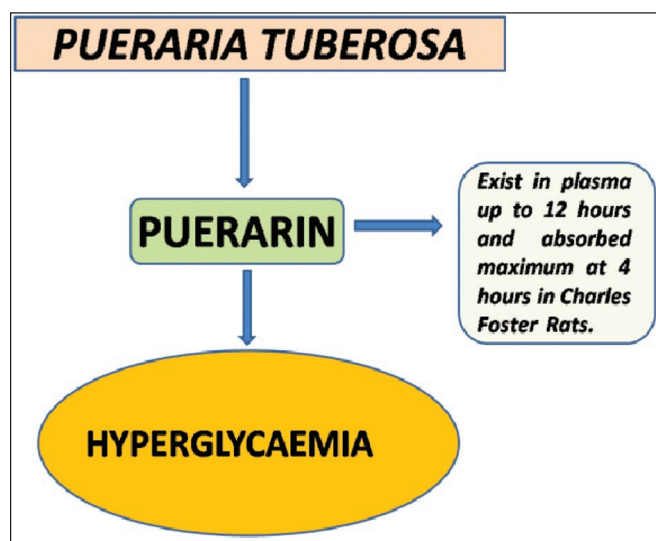 PUERARIA TUBEROSA
PUERARIN
Exist in plasma
up to 12 hours
and absorbed
maximum at 4
hours in Charles
Foster Rats.
HYPERGLYCAEMIA